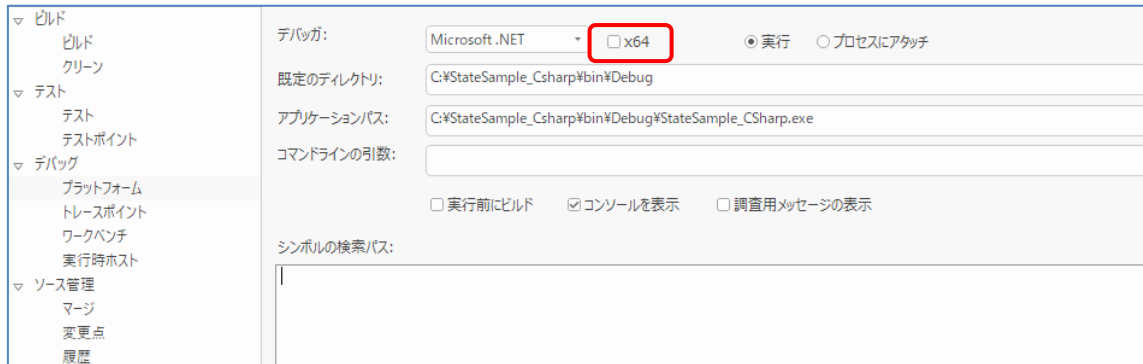 ビルド
ビルド
クリーン
テスト
テスト
テストポイント
デバッグ
プラットフォーム
トレースポイント
ワークベンチ
実行時ホスト
ソース管理
マージ
変更点
履歴
デバッガ: Microsoft .NET x64 実行 プロセスにアタッチ
既定のディレクトリ: C:¥StateSample_Csharp¥bin¥Debug
アプリケーションパス: C:¥StateSample_Csharp¥bin¥Debug¥StateSample_CSharp.exe
コマンドラインの引数:
実行前にビルド コンソールを表示 調査用メッセージの表示
シンボルの検索パス: